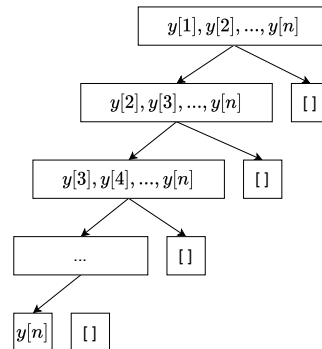 y[1], y[2], ..., y[n]
y[2], y[3], ..., y[n] [ ]
y[3], y[4], ..., y[n] [ ]
... [ ]
y[n] [ ]